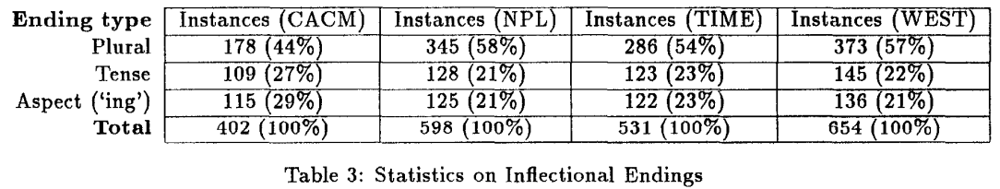 Ending type Instances (CACM) Instances (NPL) Instances (TIME) Instances (WEST)
Plural 178 (44%) 345 (58%) 286 (54%) 373 (57%)
Tense 109 (27%) 128 (21%) 123 (23%) 145 (22%)
Aspect (‘ing’) 115 (29%) 125 (21%) 122 (23%) 136 (21%)
Total 402 (100%) 598 (100%) 531 (100%) 654 (100%)
Table 3: Statistics on Inflectional Endings